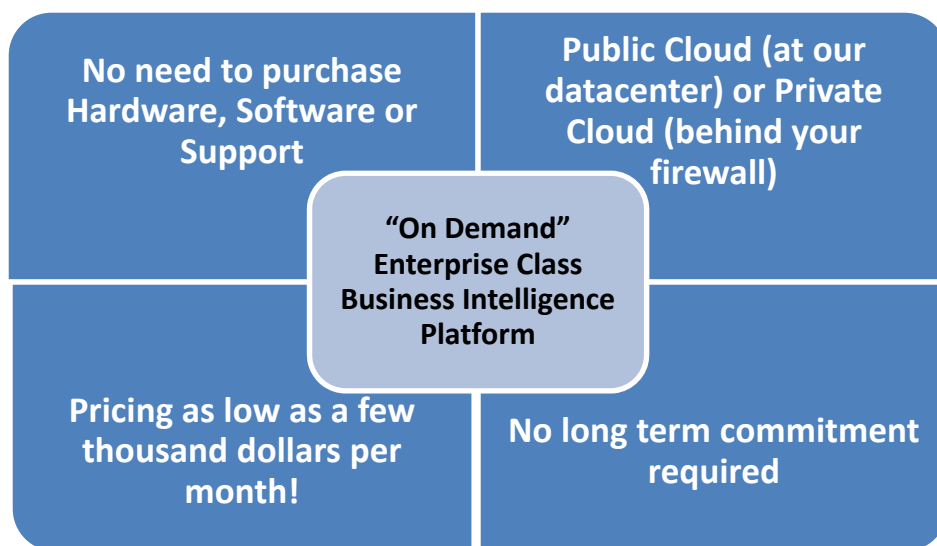 No need to purchase
Hardware, Software or
Support
Public Cloud (at our
datacenter) or Private
Cloud (behind your
firewall)
“On Demand”
Enterprise Class
Business Intelligence
Platform
Pricing as low as a few
thousand dollars per
month!
No long term commitment
required